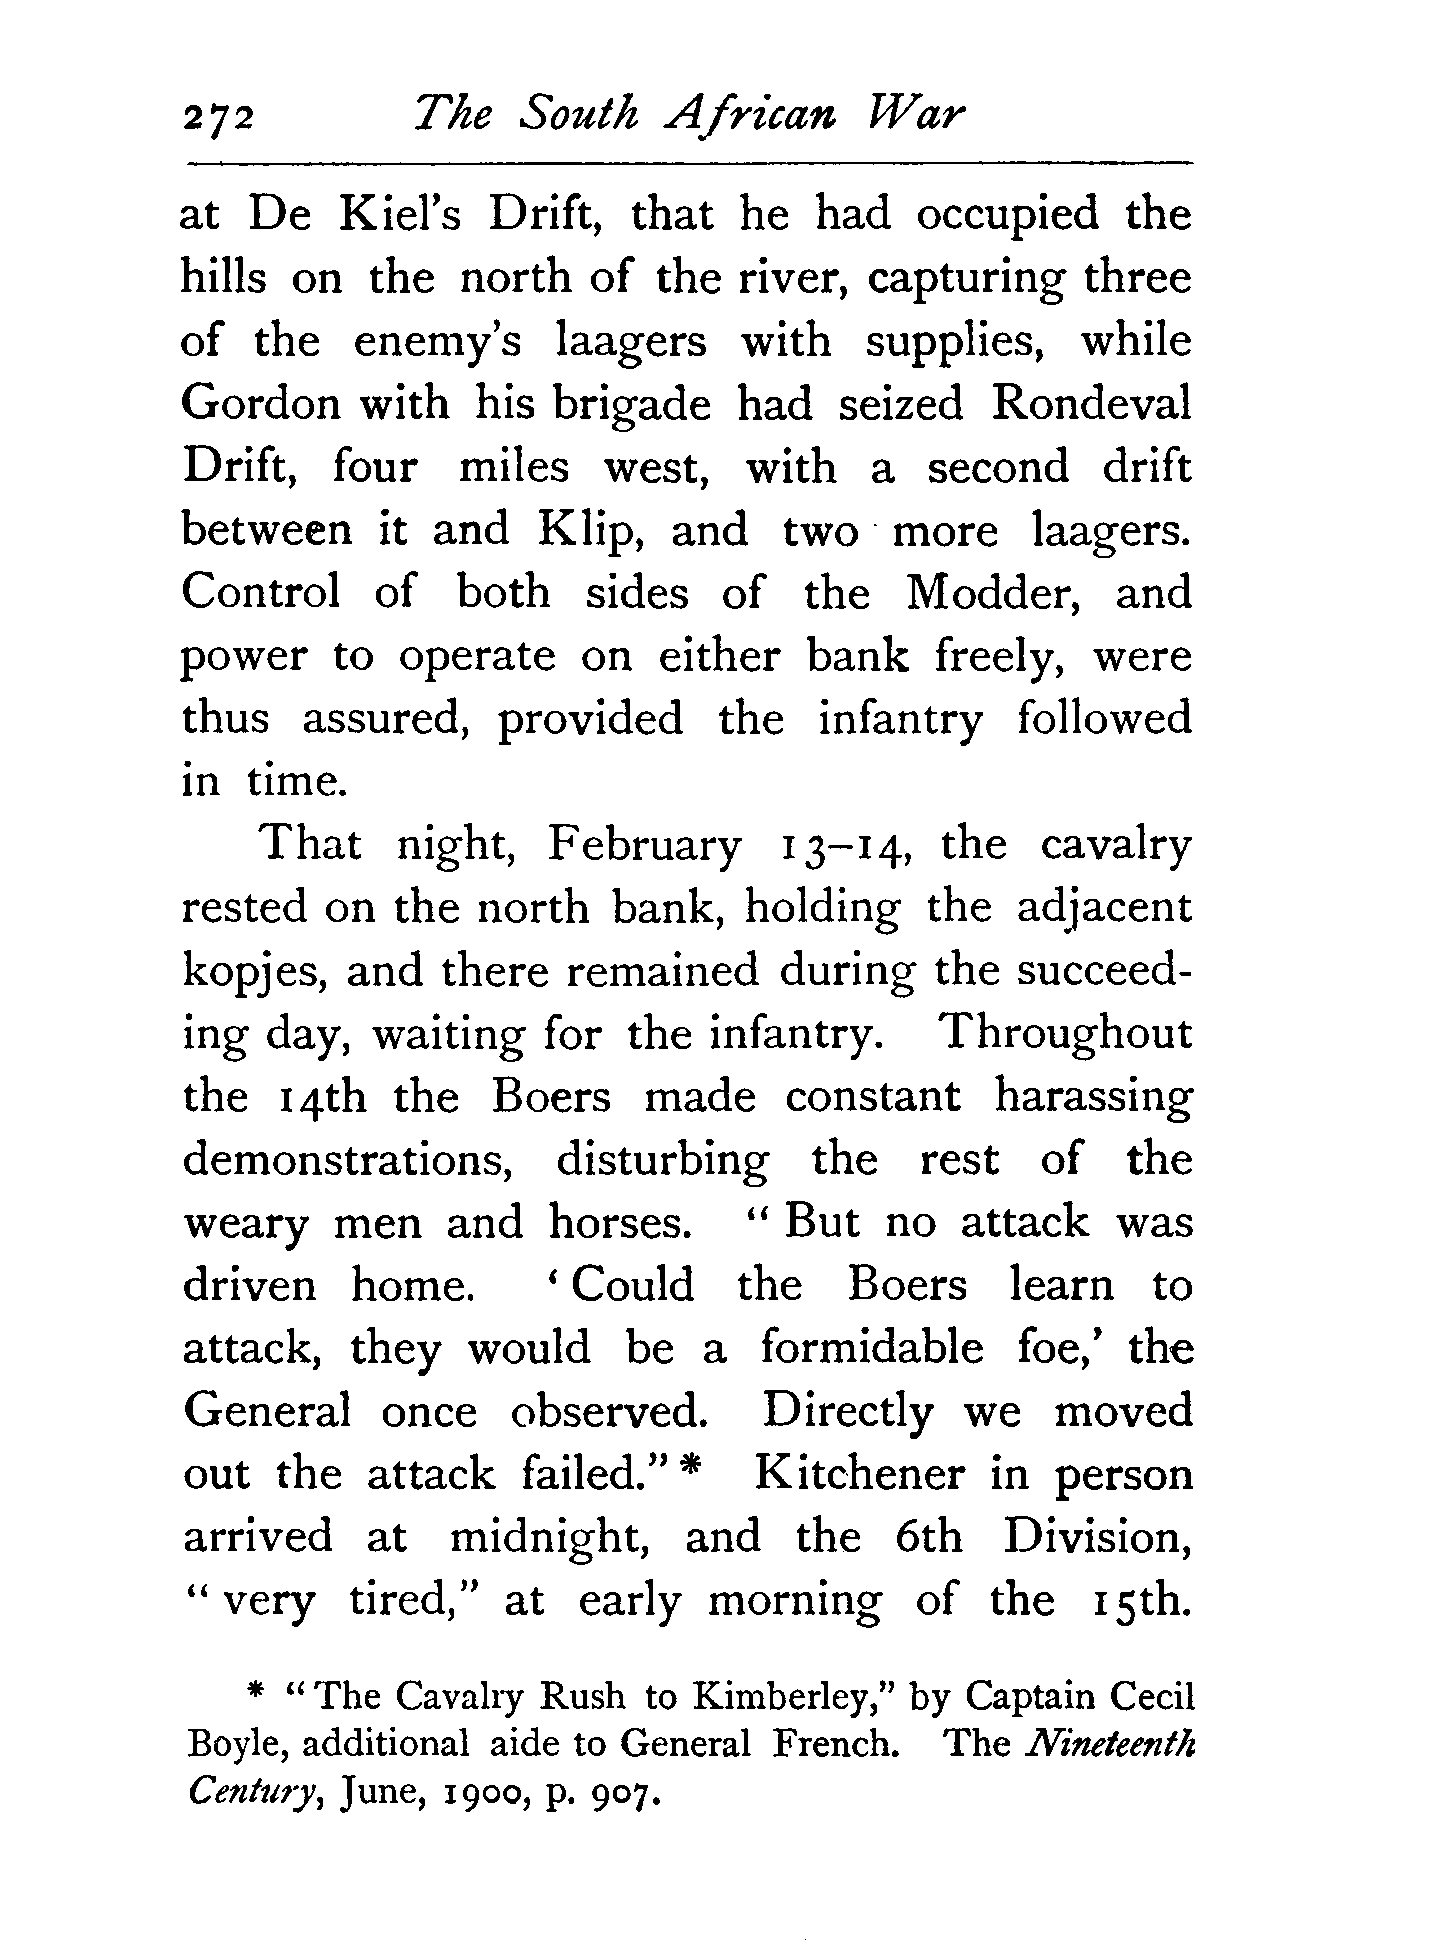 272 The South African War
at De Kiel's Drift, that he had occupied the
hills on the north of the river, capturing three
of the enemy's laagers with supplies, while
Gordon with his brigade had seized Rondeval
Drift, four miles west, with a second drift
between it and Klip, and two more laagers.
Control of both sides of the Modder, and
power to operate on either bank freely, were
thus assured, provided the infantry followed
in time.
That night, February 13–14, the cavalry
rested on the north bank, holding the adjacent
kopjes, and there remained during the succeed-
ing day, waiting for the infantry. Throughout
the 14th the Boers made constant harassing
demonstrations, disturbing the rest of the
weary men and horses. “ But no attack was
driven home. ‘ Could the Boers learn to
attack, they would be a formidable foe,’ the
General once observed. Directly we moved
out the attack failed.” * Kitchener in person
arrived at midnight, and the 6th Division,
“ very tired,” at early morning of the 15th.
* “ The Cavalry Rush to Kimberley,” by Captain Cecil
Boyle, additional aide to General French. The Nineteenth
Century, June, 1900, p. 907.